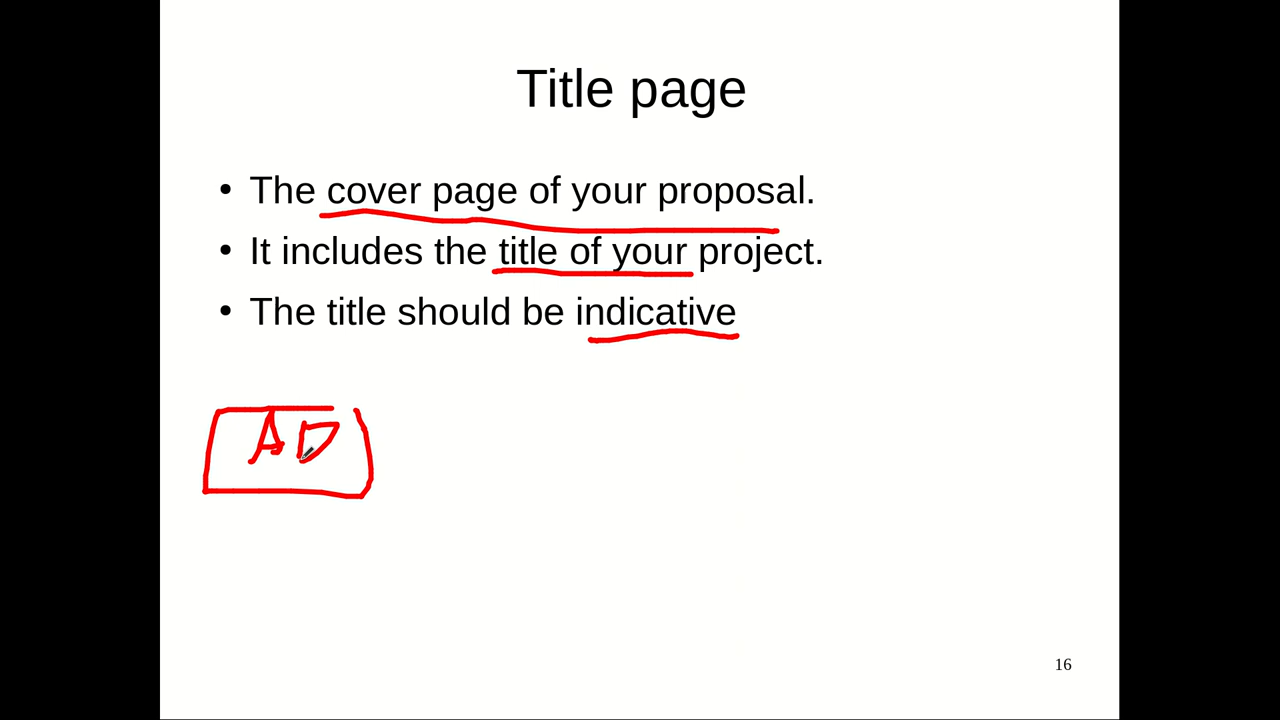 Title page
• The cover page of your proposal.
• It includes the title of your project.
• The title should be indicative
AD
16